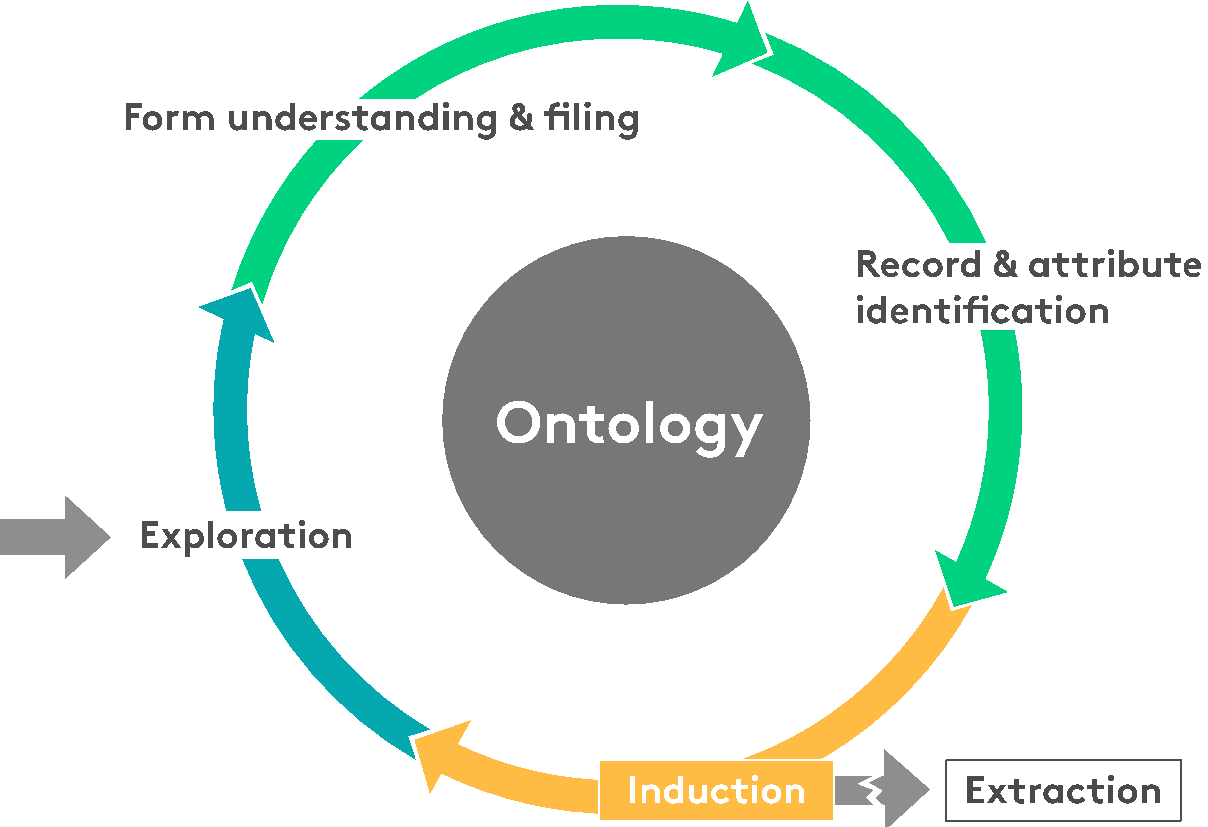 Form understanding & filing
Record & attribute
identification
Ontology
Exploration
Induction
Extraction